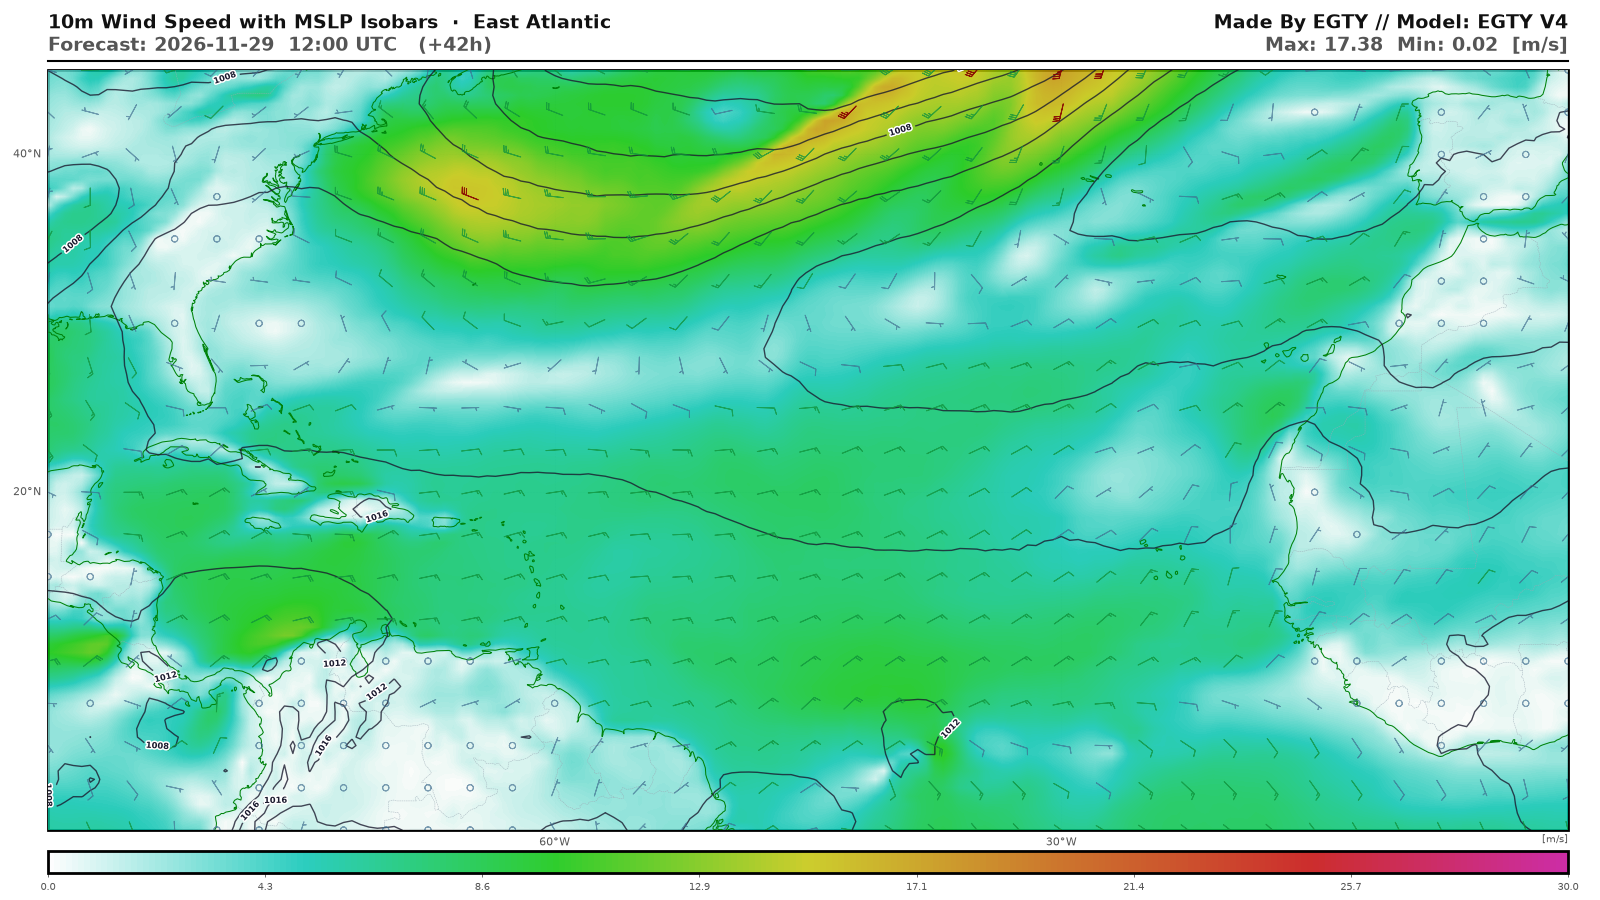 10m Wind Speed with MSLP Isobars · East Atlantic
Made By EGTY // Model: EGTY V4
Forecast: 2026-11-29 12:00 UTC (+42h)
Max: 17.38 Min: 0.02 [m/s]
1008
1008
40°N
1008
20°N
1016
1012
1012
1012
1008
1016
1012
1008
1016
1016
60°W
30°W
[m/s]
0.0
4.3
8.6
12.9
17.1
21.4
25.7
30.0